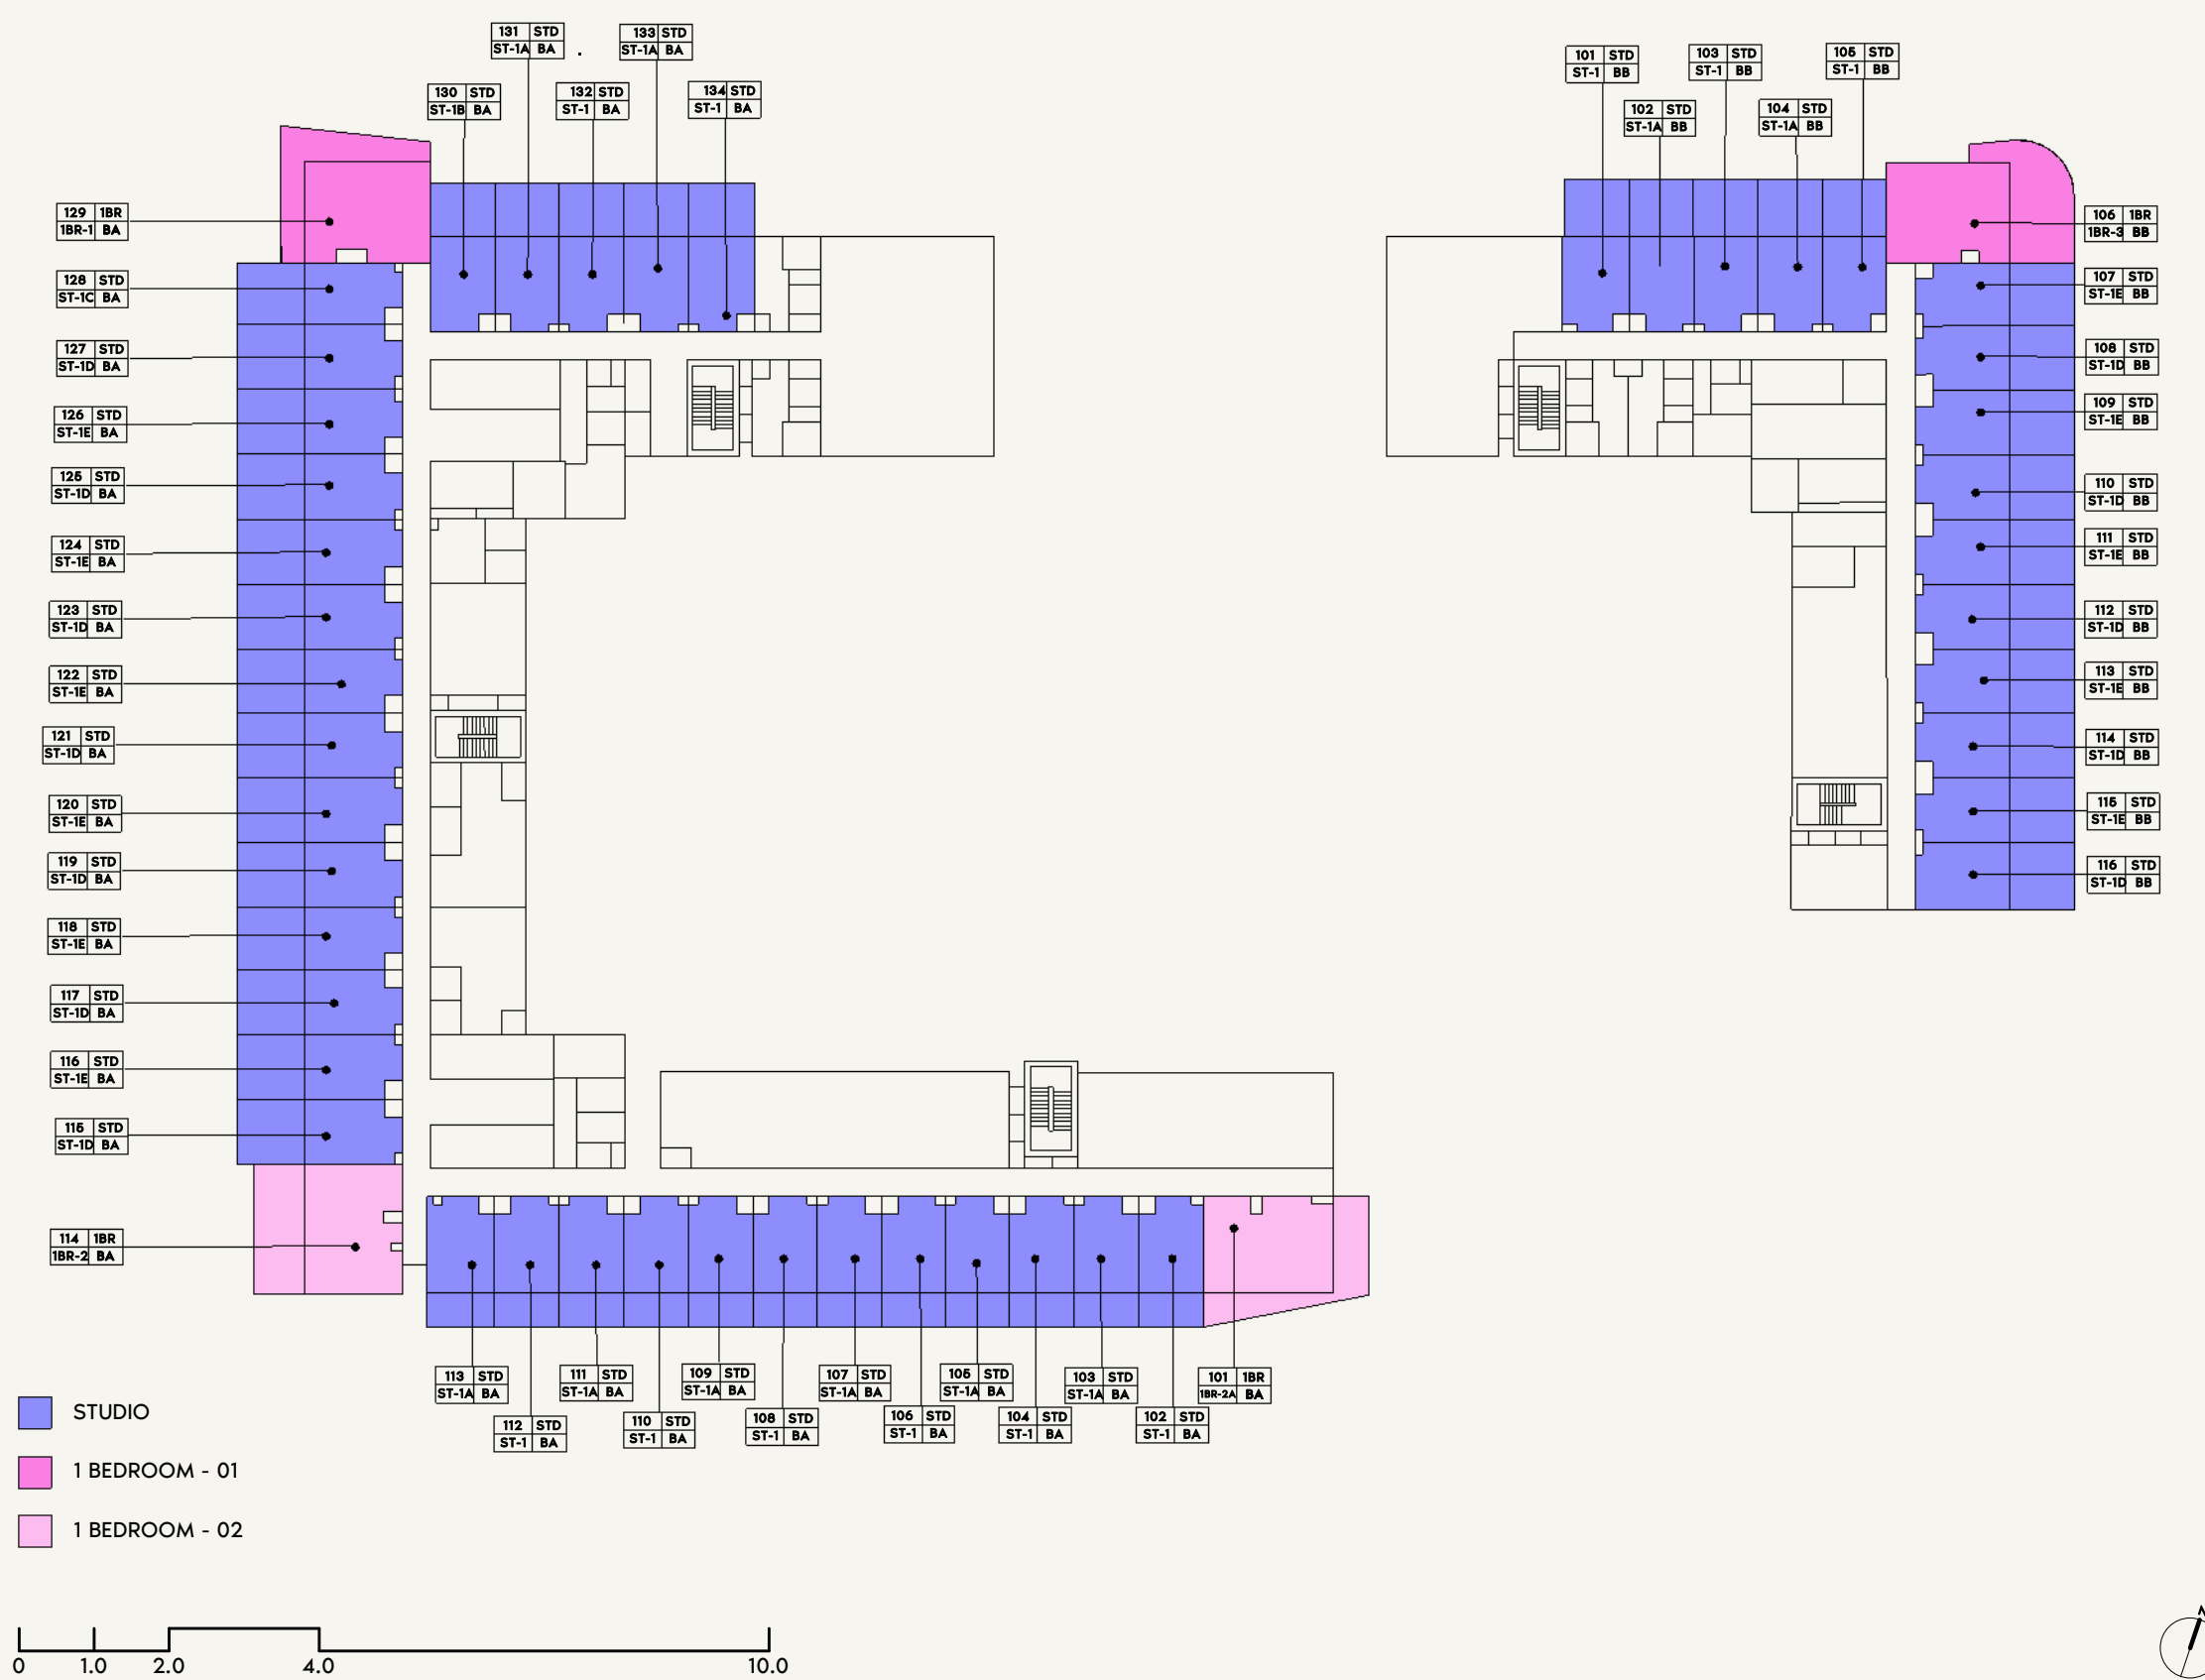 131 STD
ST-1A BA
133 STD
ST-1A BA
130 STD
ST-1B BA
132 STD
ST-1 BA
134 STD
ST-1 BA
101 STD
ST-1 BB
103 STD
ST-1 BB
105 STD
ST-1 BB
102 STD
ST-1A BB
104 STD
ST-1A BB
129 1BR
1BR-1 BA
128 STD
ST-1C BA
127 STD
ST-1D BA
126 STD
ST-1E BA
125 STD
ST-1D BA
124 STD
ST-1E BA
123 STD
ST-1D BA
122 STD
ST-1E BA
121 STD
ST-1D BA
120 STD
ST-1E BA
119 STD
ST-1D BA
118 STD
ST-1E BA
117 STD
ST-1D BA
116 STD
ST-1E BA
115 STD
ST-1D BA
114 1BR
1BR-2 BA
106 1BR
1BR-3 BB
107 STD
ST-1E BB
108 STD
ST-1D BB
109 STD
ST-1E BB
110 STD
ST-1D BB
111 STD
ST-1E BB
112 STD
ST-1D BB
113 STD
ST-1E BB
114 STD
ST-1D BB
115 STD
ST-1E BB
116 STD
ST-1D BB
113 STD
ST-1A BA
111 STD
ST-1A BA
109 STD
ST-1A BA
107 STD
ST-1A BA
105 STD
ST-1A BA
103 STD
ST-1A BA
101 1BR
1BR-2A BA
112 STD
ST-1 BA
110 STD
ST-1 BA
108 STD
ST-1 BA
106 STD
ST-1 BA
104 STD
ST-1 BA
102 STD
ST-1 BA
STUDIO
1 BEDROOM - 01
1 BEDROOM - 02
0 1.0 2.0 4.0 10.0